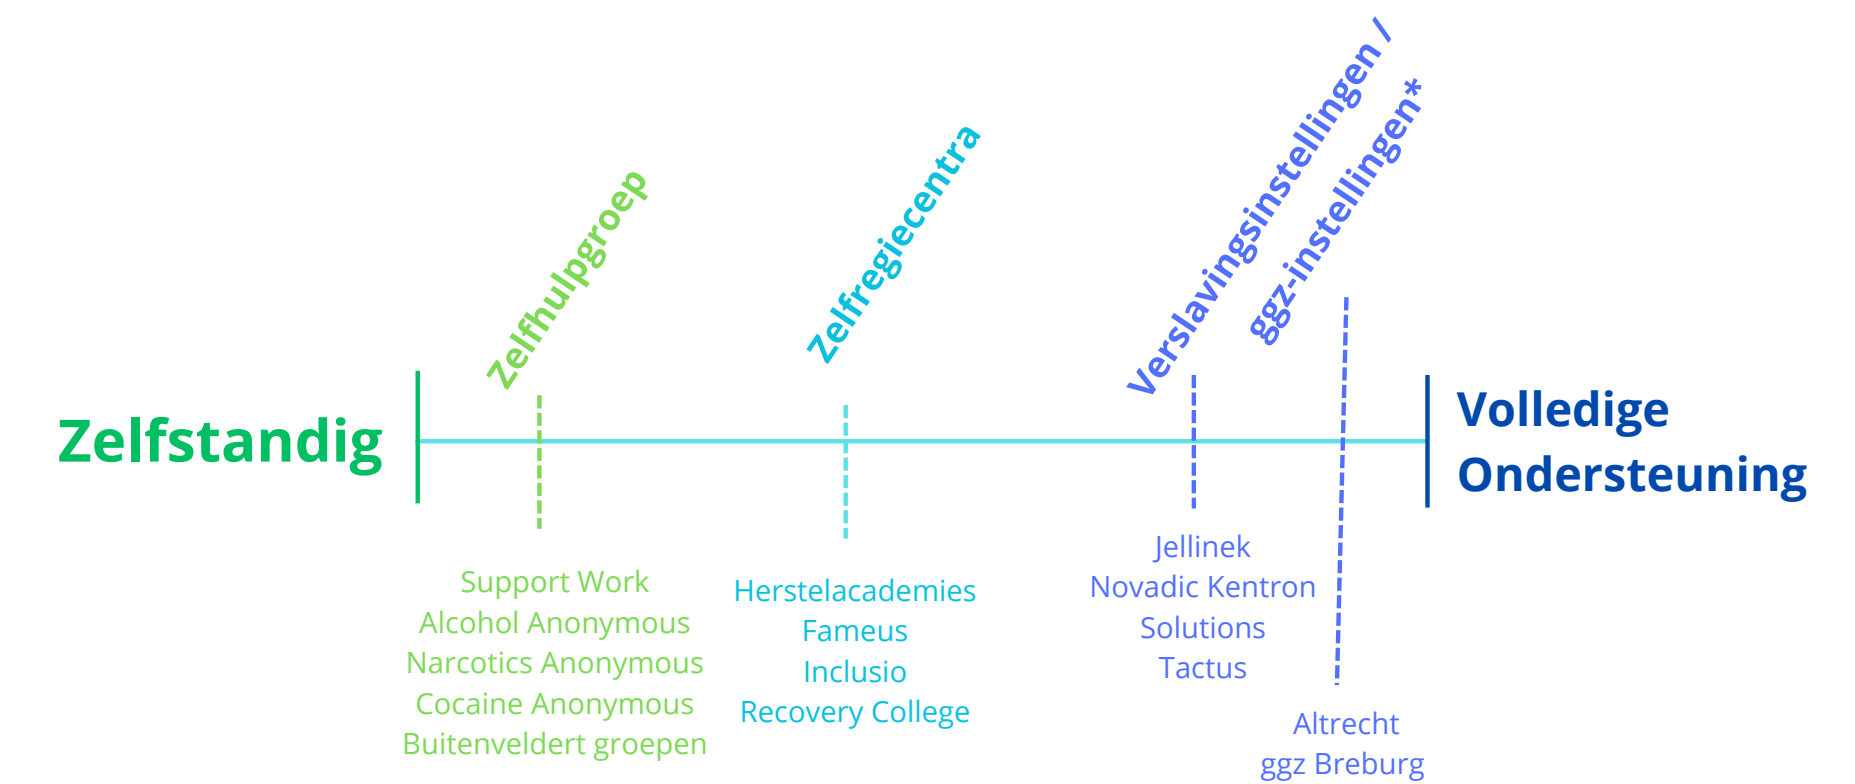 Zelfstandig
Zelfhulpgroep
Zelfregiecentra
Verslavingsinstellingen /
ggz-instellingen*
Volledige
Ondersteuning
Support Work
Alcohol Anonymous
Narcotics Anonymous
Cocaine Anonymous
Buitenveldert groepen
Herstelacademies
Fameus
Inclusio
Recovery College
Jellinek
Novadic Kentron
Solutions
Tactus
Altrecht
ggz Breburg